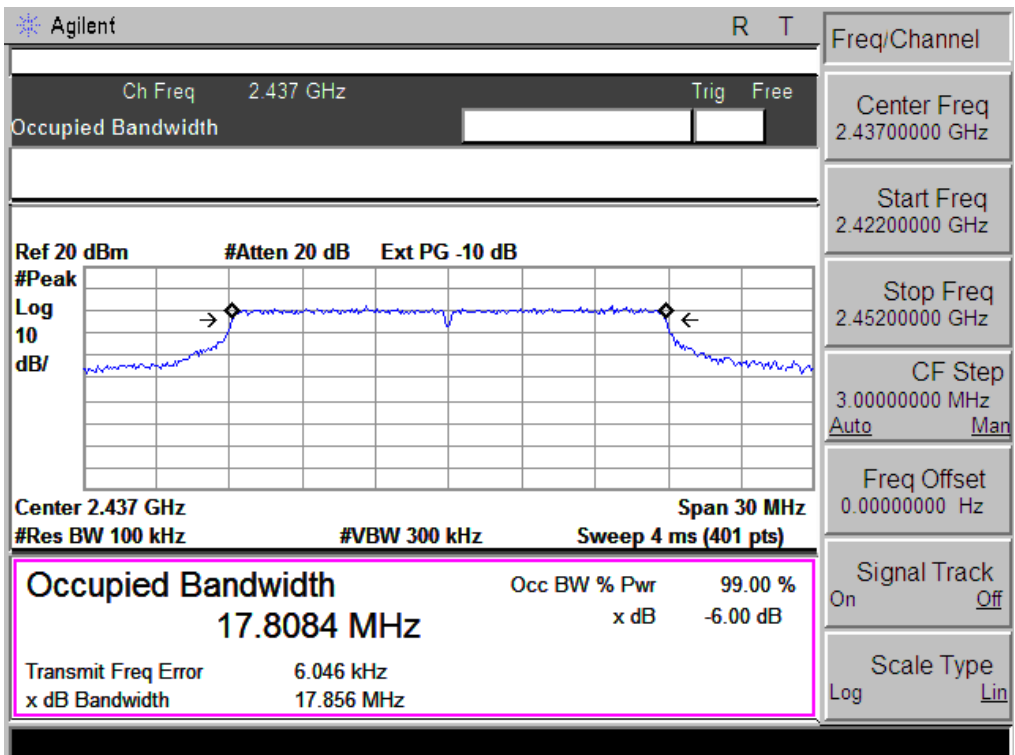 Agilent R T
Freq/Channel
Ch Freq 2.437 GHz Trig Free
Occupied Bandwidth
Center Freq
2.43700000 GHz
Start Freq
2.42200000 GHz
Stop Freq
2.45200000 GHz
CF Step
3.00000000 MHz
Auto Man
Freq Offset
0.00000000 Hz
Signal Track
On Off
Scale Type
Log Lin
Ref 20 dBm #Atten 20 dB Ext PG -10 dB
#Peak
Log
10
dB/
Center 2.437 GHz Span 30 MHz
#Res BW 100 kHz #VBW 300 kHz Sweep 4 ms (401 pts)
Occupied Bandwidth Occ BW % Pwr 99.00 %
17.8084 MHz x dB -6.00 dB
Transmit Freq Error 6.046 kHz
x dB Bandwidth 17.856 MHz